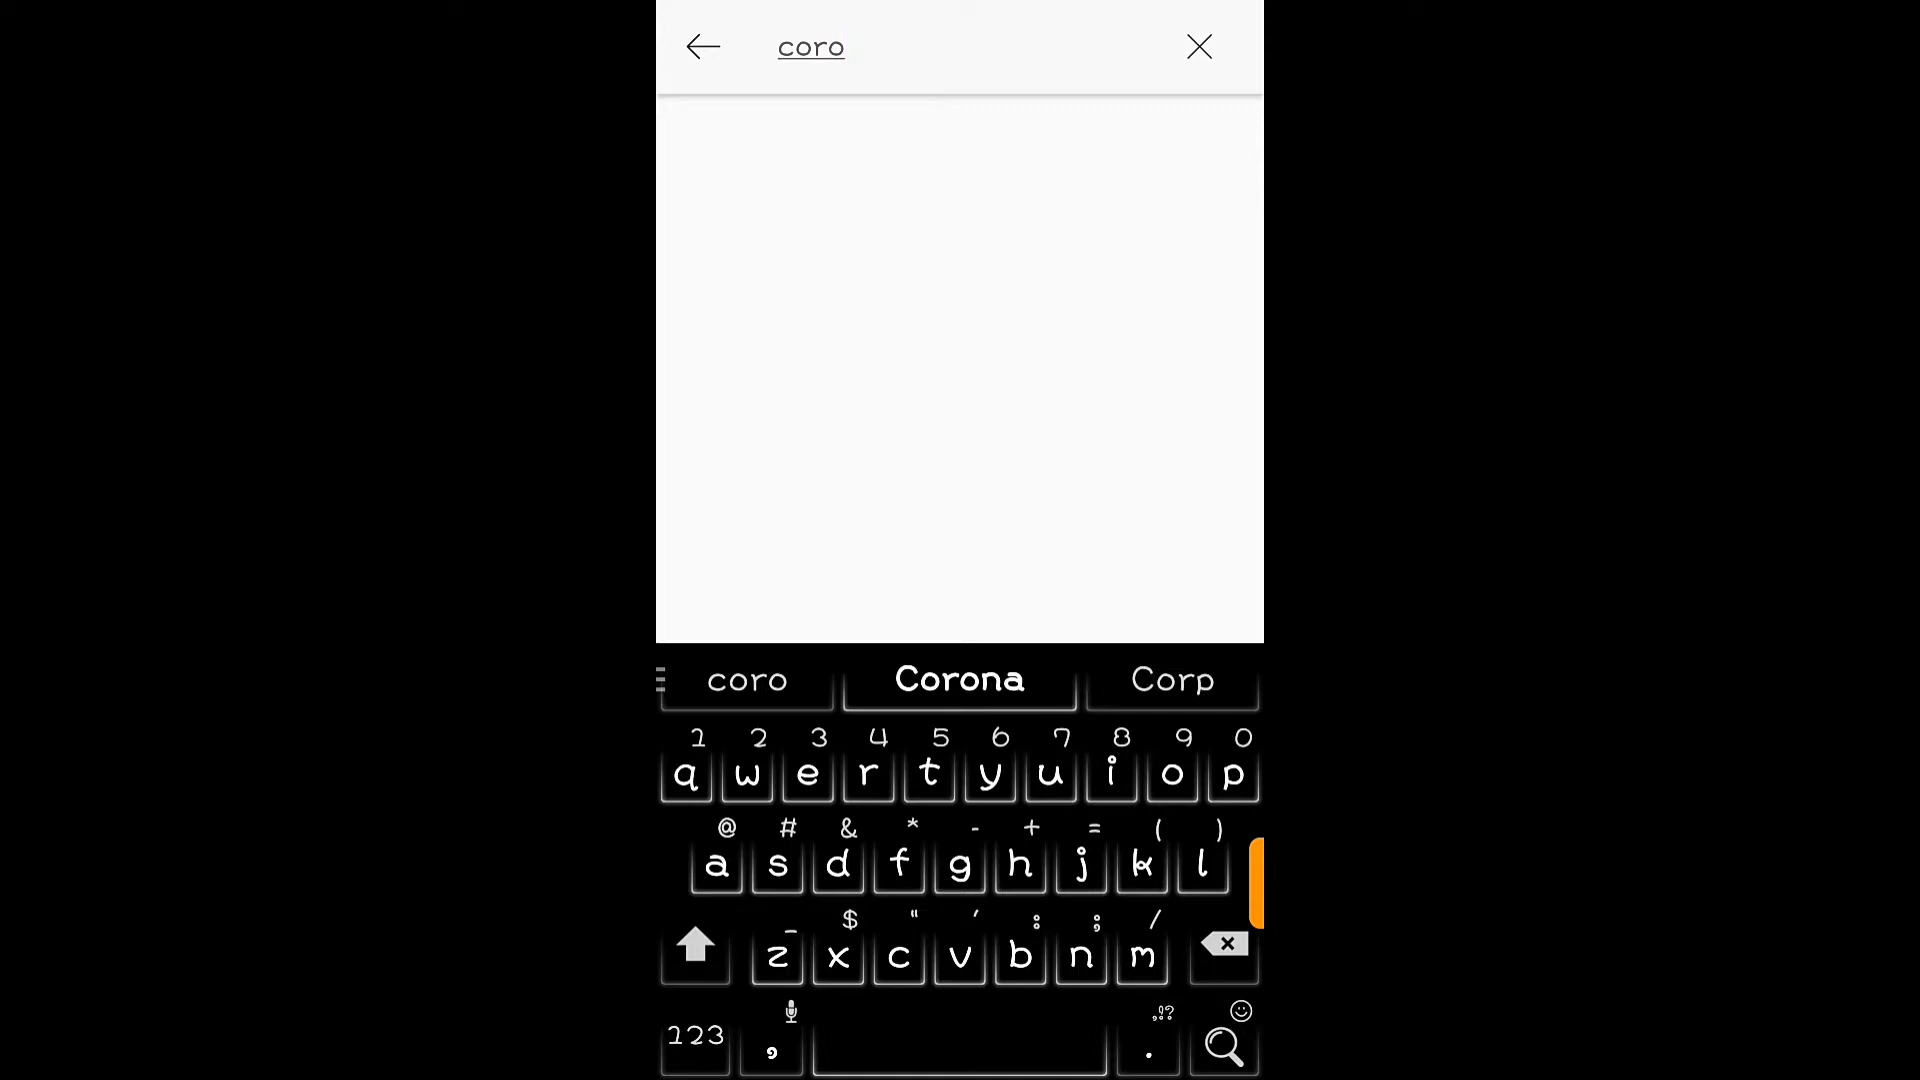 coro
coro Corona Corp
1 2 3 4 5 6 7 8 9 0
q w e r t y u i o p
@ # & * - + = ( )
a s d f g h j k l
_ $ " ' : ; /
z x c v b n m
,!?
123 , .